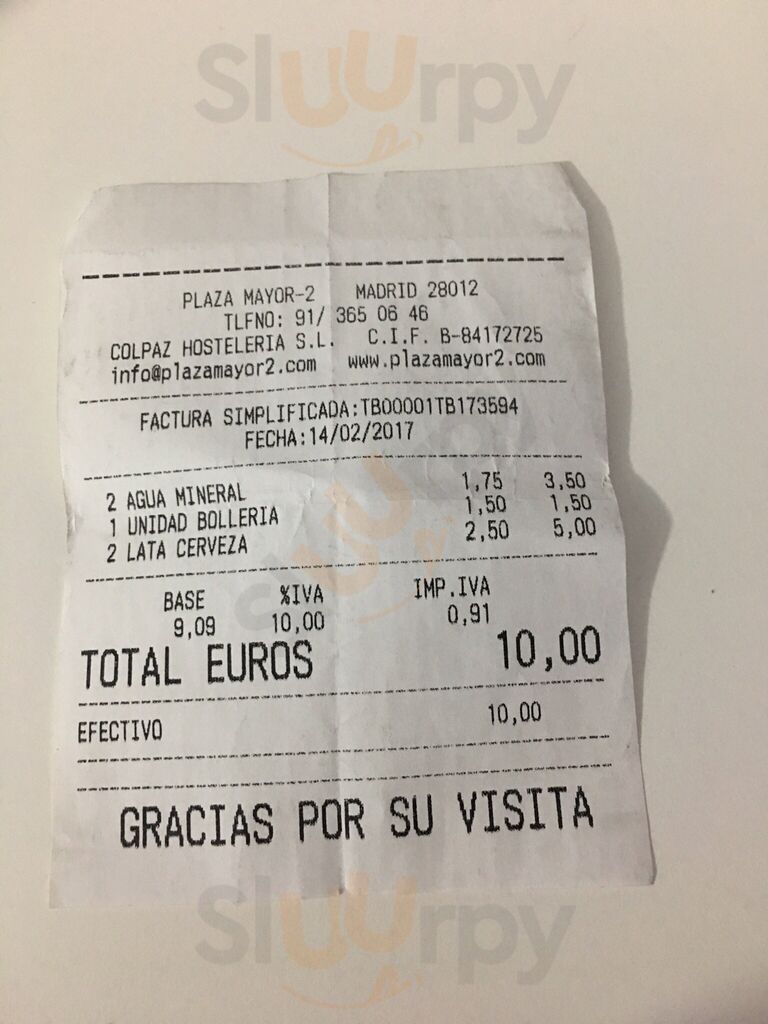 SluUrpy
PLAZA MAYOR-2 MADRID 28012
TLFNO: 91/ 365 06 46
COLPAZ HOSTELERIA S.L. C.I.F. B-84172725
info@plazamayor2.com www.plazamayor2.com
FACTURA SIMPLIFICADA:TB00001TB173594
FECHA:14/02/2017
2 AGUA MINERAL 1,75 3,50
1 UNIDAD BOLLERIA 1,50 1,50
2 LATA CERVEZA 2,50 5,00
BASE %IVA IMP.IVA
9,09 10,00 0,91
TOTAL EUROS 10,00
EFECTIVO 10,00
GRACIAS POR SU VISITA
SluUrpy